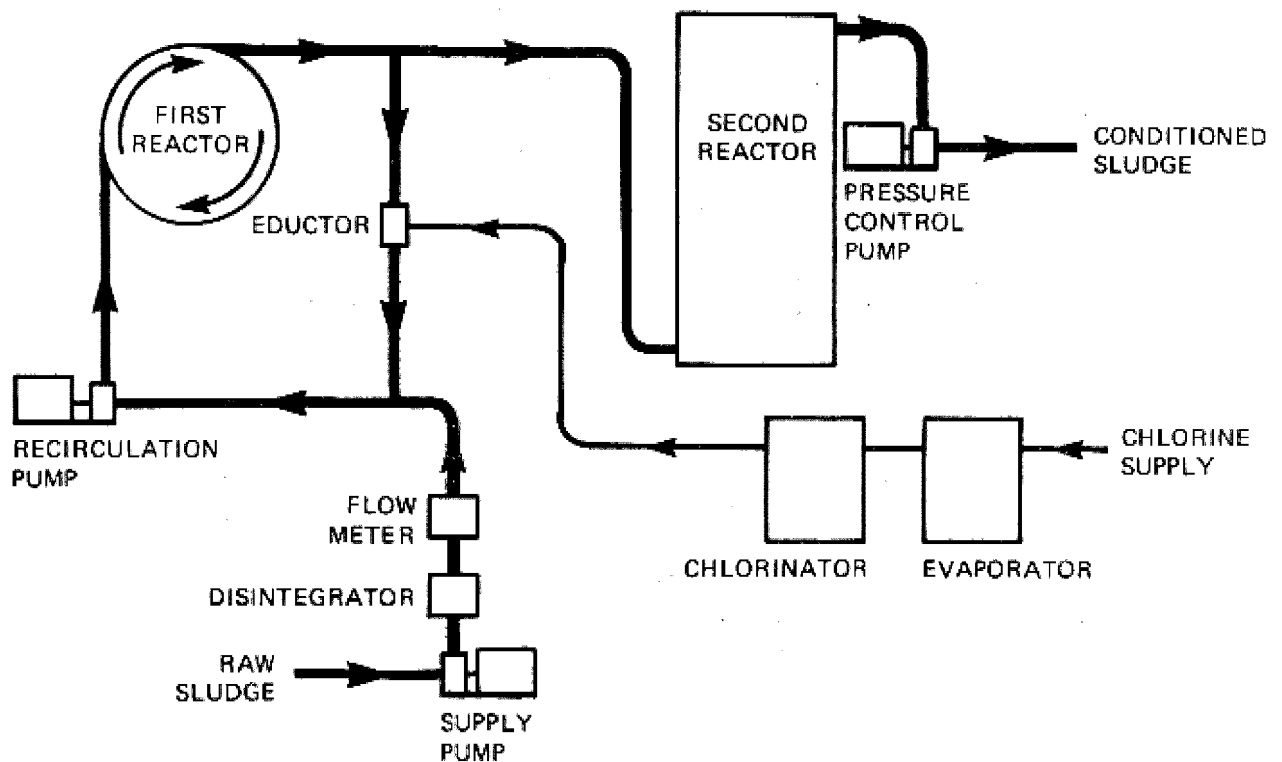 FIRST
REACTOR
SECOND
REACTOR
CONDITIONED
SLUDGE
PRESSURE
CONTROL
PUMP
EDUCTOR
RECIRCULATION
PUMP
CHLORINE
SUPPLY
FLOW
METER
CHLORINATOR
EVAPORATOR
DISINTEGRATOR
RAW
SLUDGE
SUPPLY
PUMP